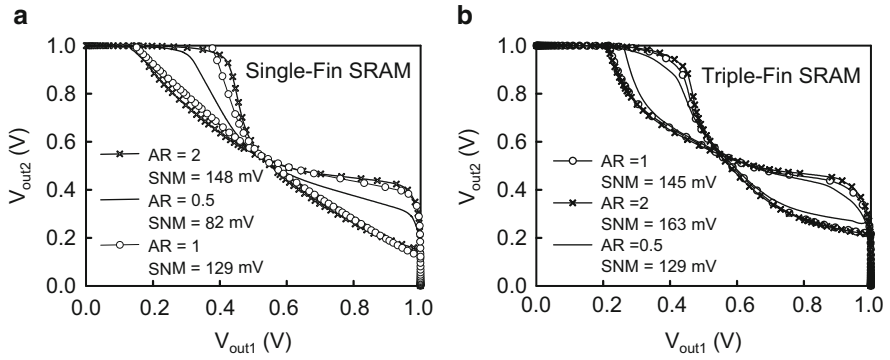 a
1.0
0.8
0.6
0.4
0.2
0.0
Vout2 (V)
Single-Fin SRAM
AR = 2
SNM = 148 mV
AR = 0.5
SNM = 82 mV
AR = 1
SNM = 129 mV
0.0 0.2 0.4 0.6 0.8 1.0
Vout1 (V)
b
1.0
0.8
0.6
0.4
0.2
0.0
Vout2 (V)
Triple-Fin SRAM
AR =1
SNM = 145 mV
AR =2
SNM = 163 mV
AR =0.5
SNM = 129 mV
0.0 0.2 0.4 0.6 0.8 1.0
Vout1 (V)